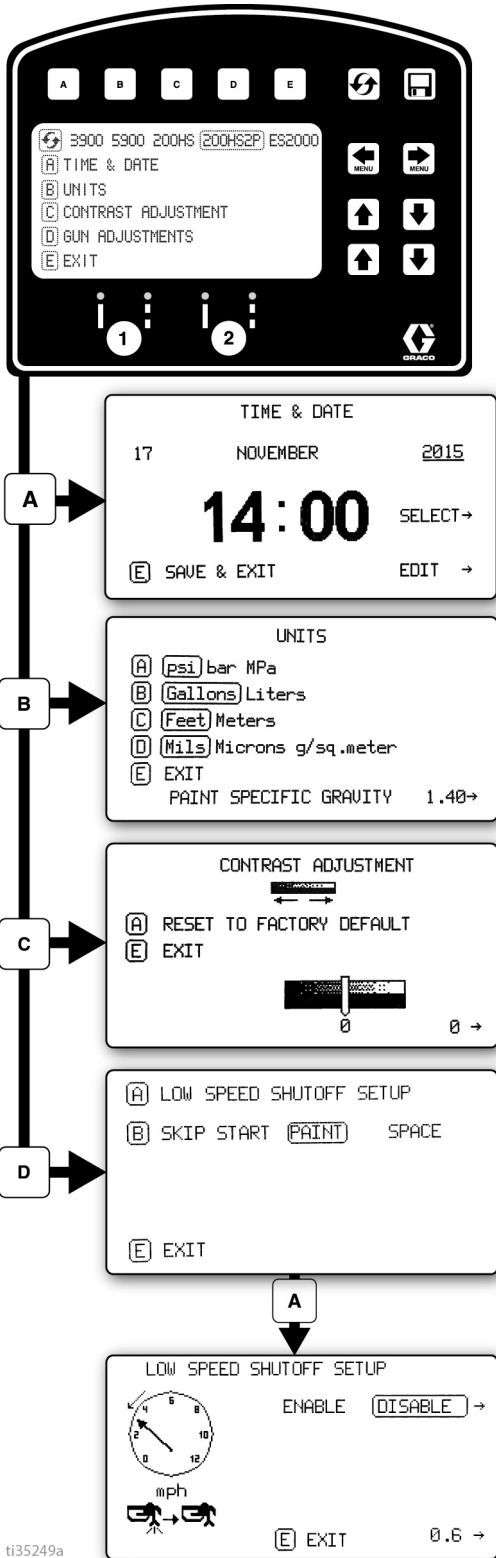 A B C D E
3900 5900 200HS 200HS2P ES2000
A TIME & DATE
B UNITS
C CONTRAST ADJUSTMENT
D GUN ADJUSTMENTS
E EXIT
MENU MENU
1 2
GRACO
A
TIME & DATE
17 NOVEMBER 2015
14:00
SELECT→
E SAVE & EXIT EDIT →
B
UNITS
A psi bar MPa
B Gallons Liters
C Feet Meters
D Mils Microns g/sq.meter
E EXIT
PAINT SPECIFIC GRAVITY 1.40→
C
CONTRAST ADJUSTMENT
A RESET TO FACTORY DEFAULT
E EXIT
0 0 →
D
A LOW SPEED SHUTOFF SETUP
B SKIP START PAINT SPACE
E EXIT
A
LOW SPEED SHUTOFF SETUP
ENABLE DISABLE →
0 2 4 6 8 10 12
mph
E EXIT 0.6 →
ti35249a